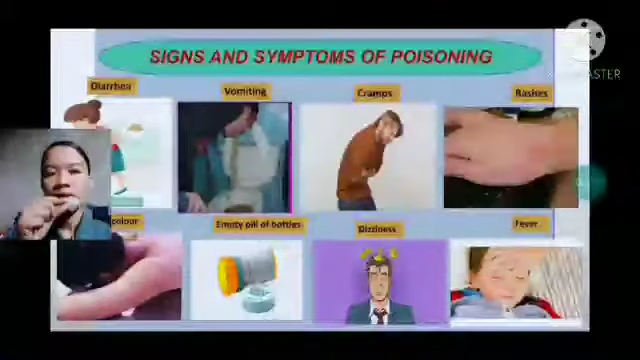 SIGNS AND SYMPTOMS OF POISONING
Diarrhea
Vomiting
Cramps
Rashes
colour
Empty pill of bottles
Dizziness
Fever